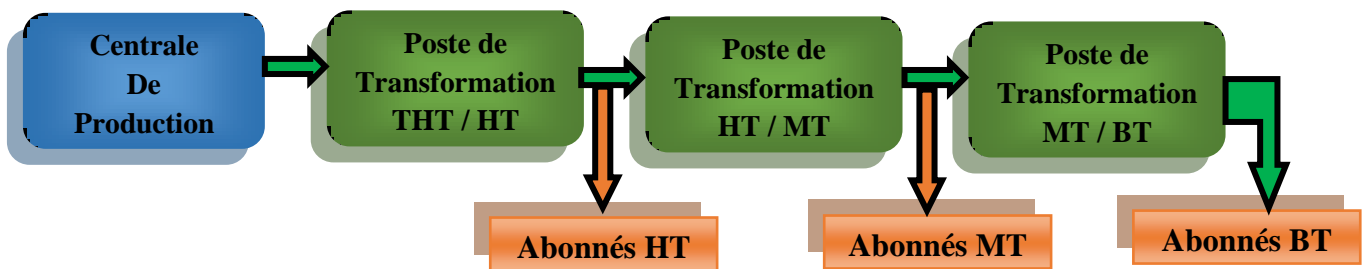 Centrale
De
Production
Poste de
Transformation
THT / HT
Poste de
Transformation
HT / MT
Poste de
Transformation
MT / BT
Abonnés HT
Abonnés MT
Abonnés BT